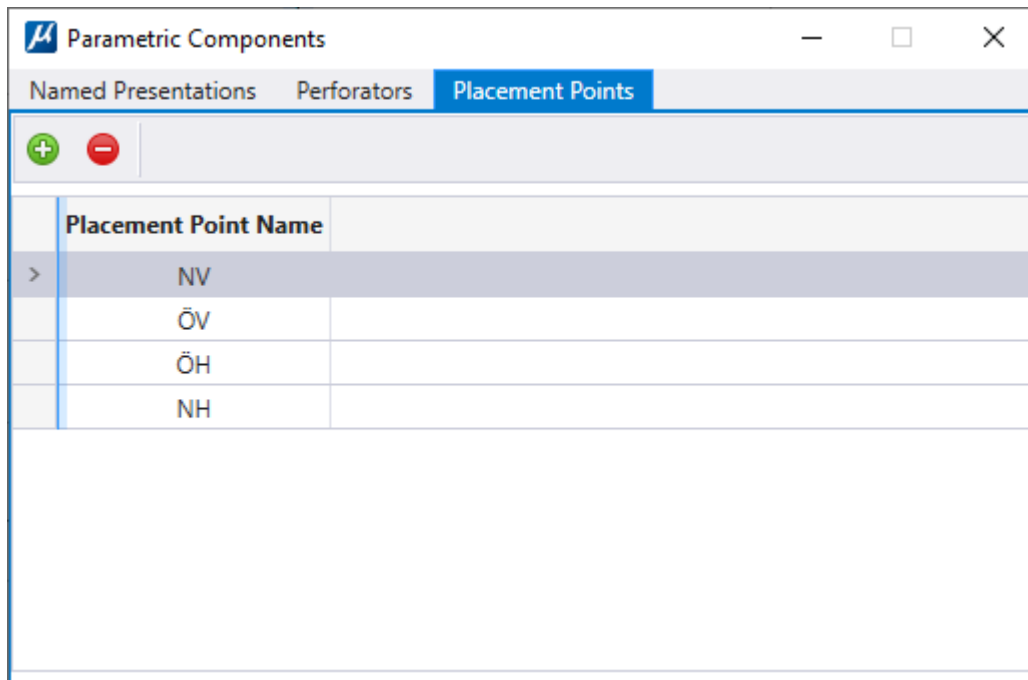 Parametric Components
Named Presentations Perforators Placement Points
Placement Point Name
NV
ÖV
ÖH
NH